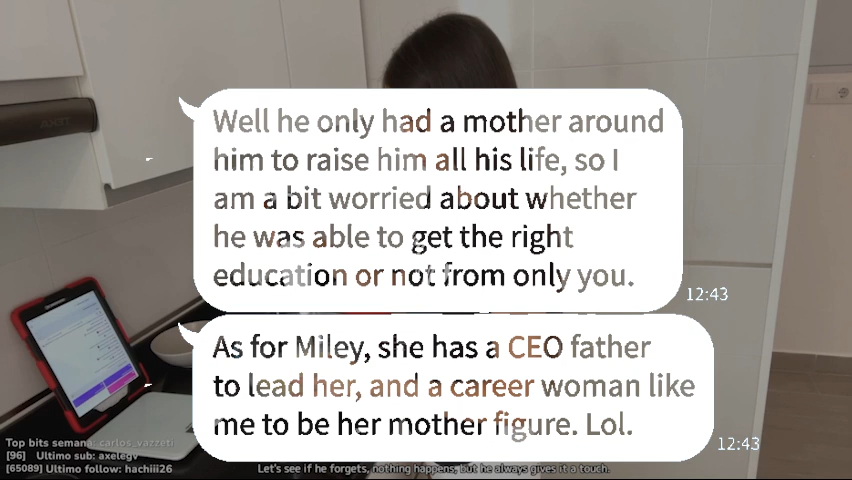 Well he only had a mother around
him to raise him all his life, so I
am a bit worried about whether
he was able to get the right
education or not from only you.
12:43
As for Miley, she has a CEO father
to lead her, and a career woman like
me to be her mother figure. Lol.
12:43
Top bits semana: carlos_vazzeti
[96] Ultimo sub: axelegv
[65089] Ultimo follow: hachiii26
Let's see if he forgets, nothing happens, but he always gives it a touch.